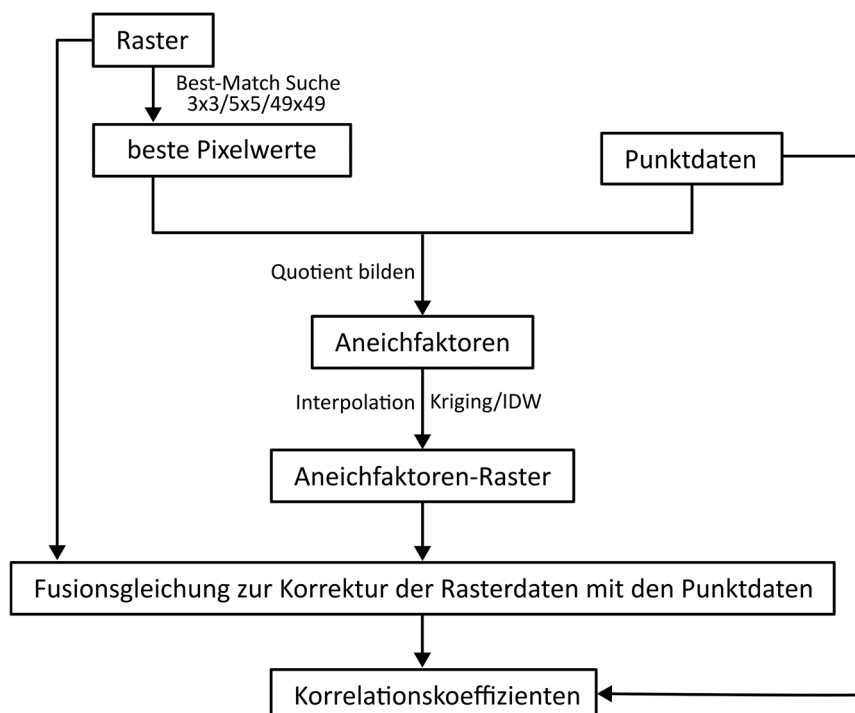 Raster
Best-Match Suche
3x3/5x5/49x49
beste Pixelwerte
Punktdaten
Quotient bilden
Aneichfaktoren
Interpolation Kriging/IDW
Aneichfaktoren-Raster
Fusionsgleichung zur Korrektur der Rasterdaten mit den Punktdaten
Korrelationskoeffizienten